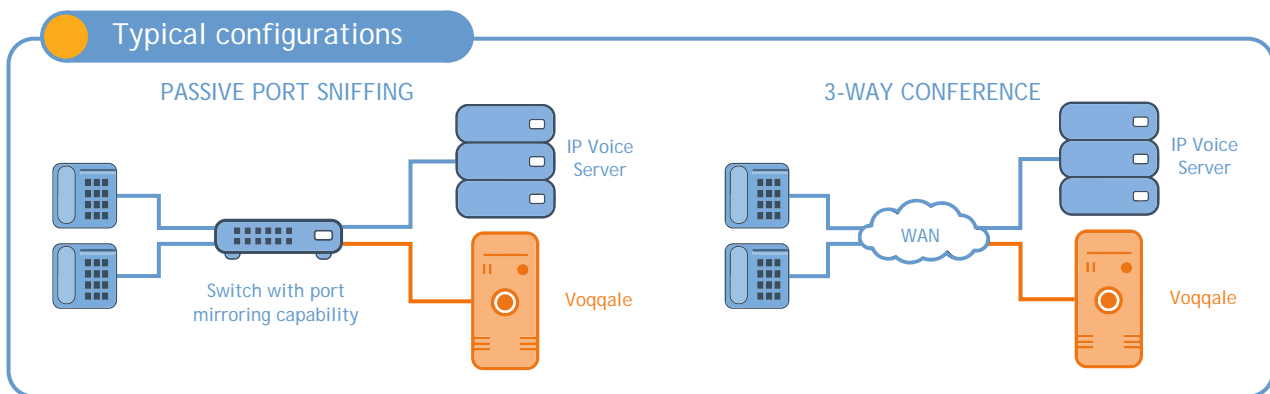 Typical configurations
PASSIVE PORT SNIFFING
IP Voice
Server
Switch with port
mirroring capability
Voqqale
3-WAY CONFERENCE
IP Voice
Server
WAN
Voqqale